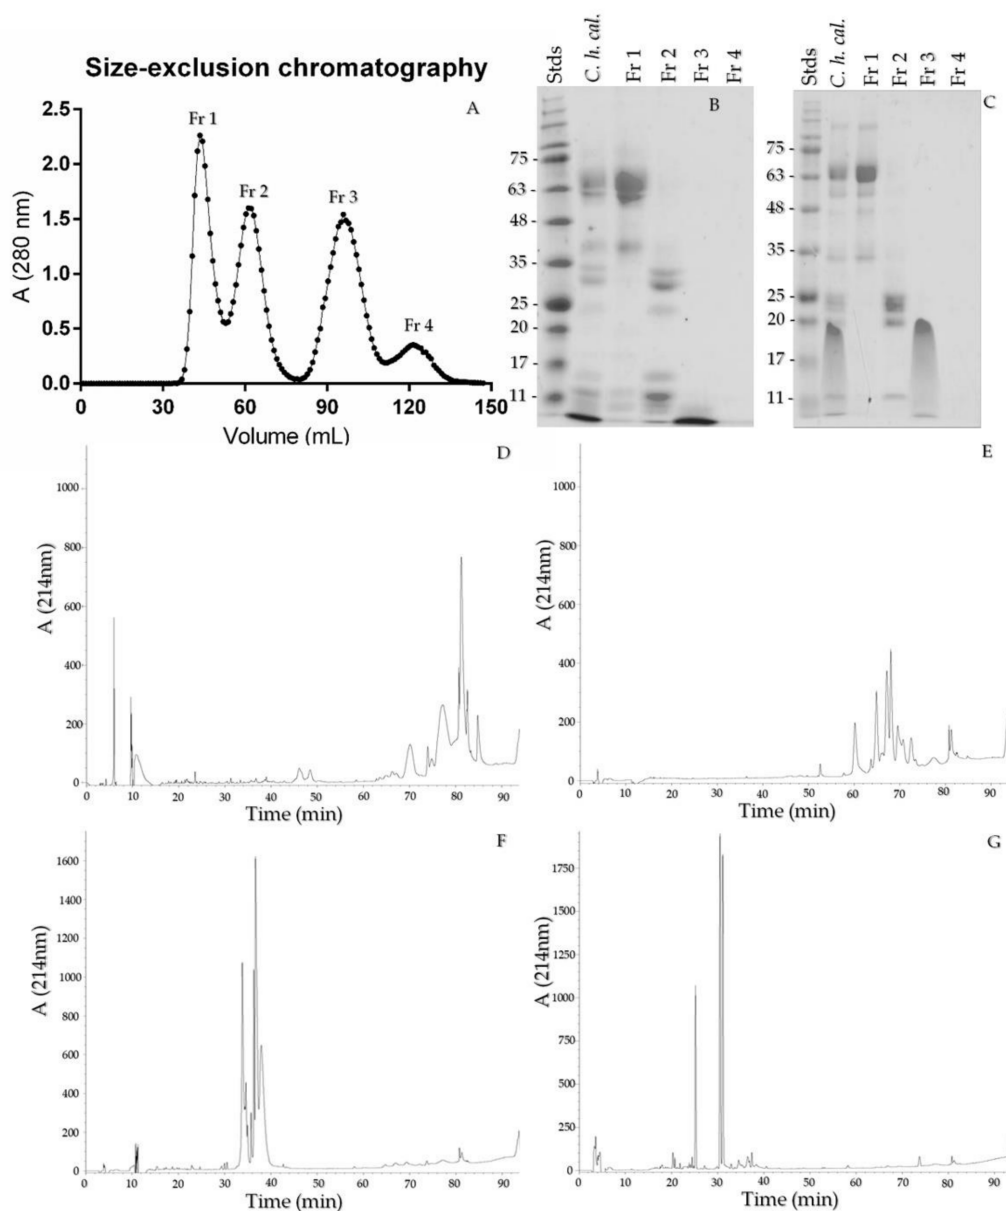 Size-exclusion chromatography
A
Fr 1
Fr 2
Fr 3
Fr 4
2.5
2.0
1.5
1.0
0.5
0.0
A (280 nm)
0 30 60 90 120 150
Volume (mL)
Stds C. h. cal. Fr 1 Fr 2 Fr 3 Fr 4
B
75 -
63 -
48 -
35 -
25 -
20 -
17 -
11 -
Stds C. h. cal. Fr 1 Fr 2 Fr 3 Fr 4
C
75 -
63 -
48 -
35 -
25 -
20 -
17 -
11 -
D
1000
800
600
400
200
0
A (214nm)
0 10 20 30 40 50 60 70 80 90
Time (min)
E
1000
800
600
400
200
0
A (214nm)
0 10 20 30 40 50 60 70 80 90
Time (min)
F
1600
1400
1200
1000
800
600
400
200
0
A (214nm)
0 10 20 30 40 50 60 70 80 90
Time (min)
G
1750
1500
1250
1000
750
500
250
0
A (214nm)
0 10 20 30 40 50 60 70 80 90
Time (min)